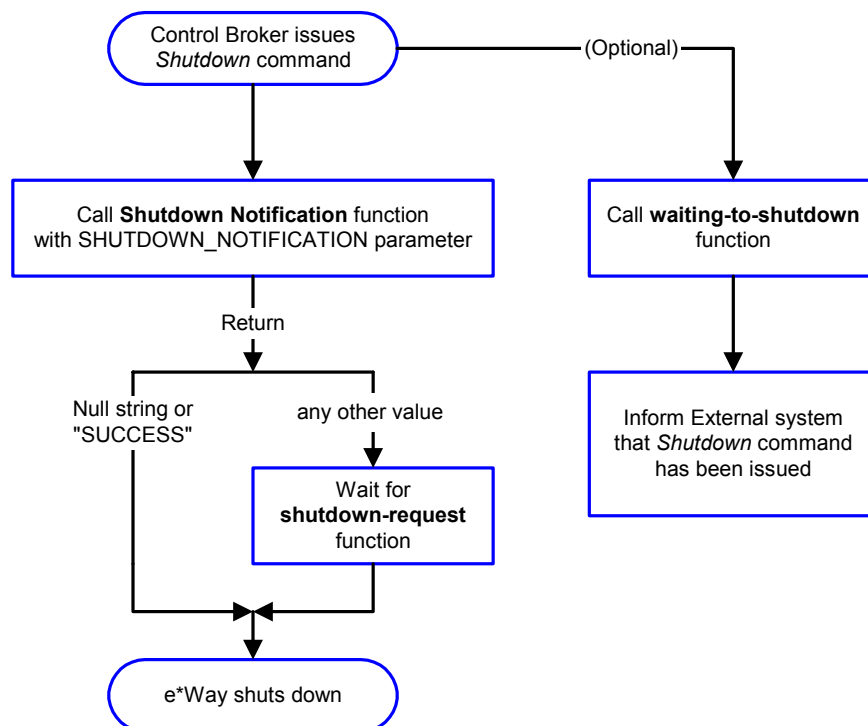 Control Broker issues
Shutdown command
(Optional)
Call Shutdown Notification function
with SHUTDOWN_NOTIFICATION parameter
Call waiting-to-shutdown
function
Return
Null string or
"SUCCESS"
any other value
Inform External system
that Shutdown command
has been issued
Wait for
shutdown-request
function
e*Way shuts down